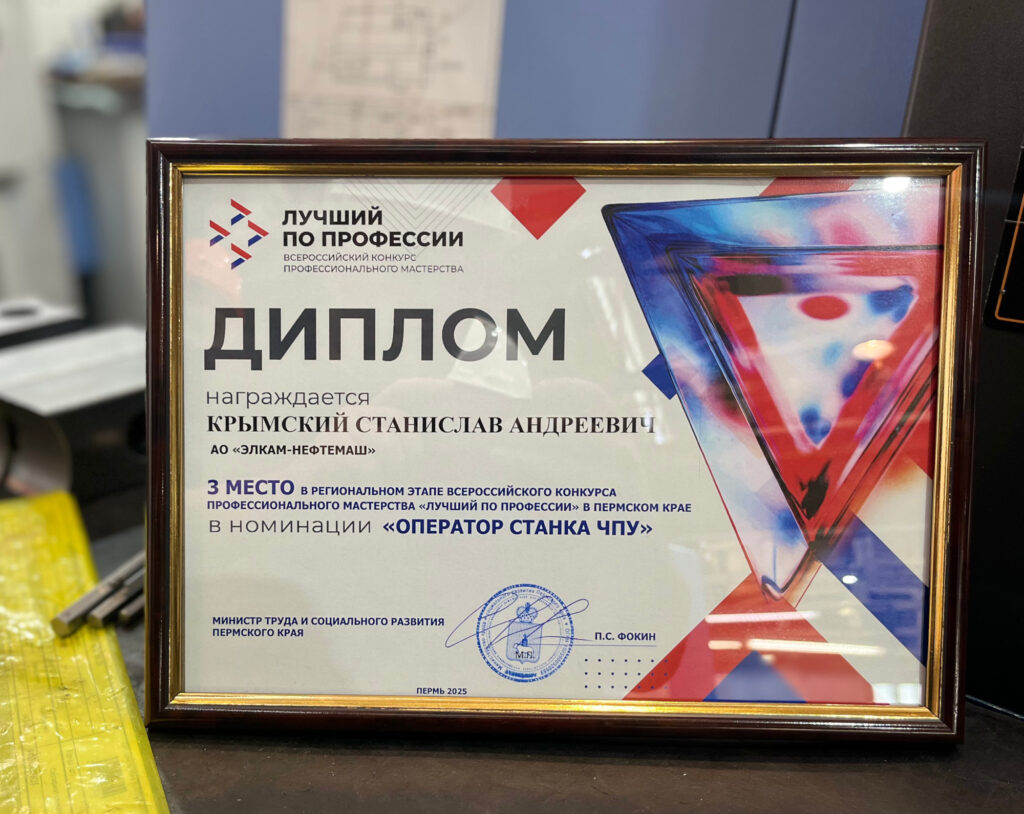 ЛУЧШИЙ
ПО ПРОФЕССИИ
ВСЕРОССИЙСКИЙ КОНКУРС
ПРОФЕССИОНАЛЬНОГО МАСТЕРСТВА
ДИПЛОМ
награждается
КРЫМСКИЙ СТАНИСЛАВ АНДРЕЕВИЧ
АО «ЭЛКАМ-НЕФТЕМАШ»
3 МЕСТО В РЕГИОНАЛЬНОМ ЭТАПЕ ВСЕРОССИЙСКОГО КОНКУРСА
ПРОФЕССИОНАЛЬНОГО МАСТЕРСТВА «ЛУЧШИЙ ПО ПРОФЕССИИ» В ПЕРМСКОМ КРАЕ
в номинации «ОПЕРАТОР СТАНКА ЧПУ»
МИНИСТР ТРУДА И СОЦИАЛЬНОГО РАЗВИТИЯ
ПЕРМСКОГО КРАЯ
М.П.
П.С. ФОКИН
ПЕРМЬ 2025